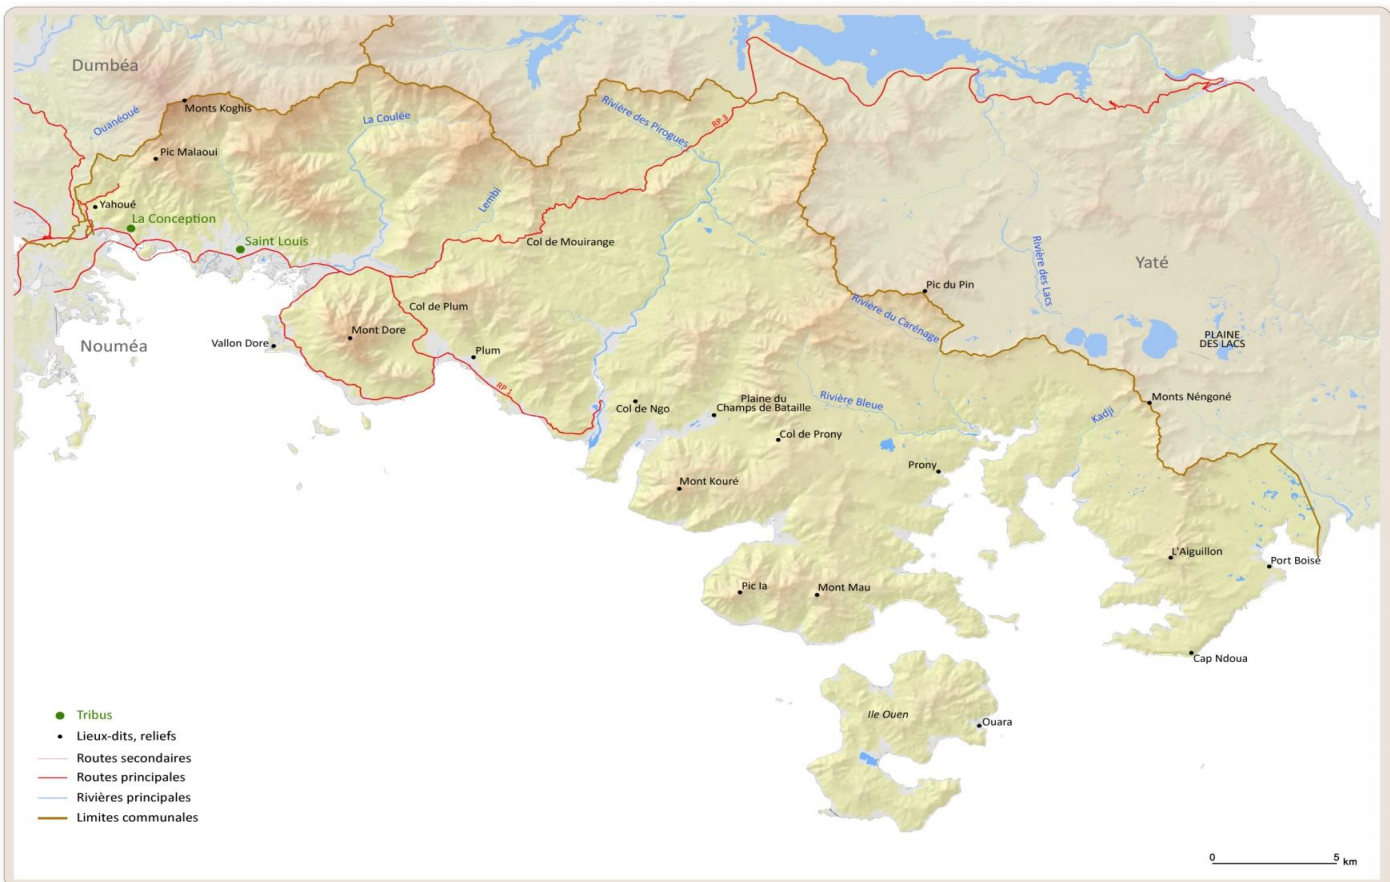 Dumbéa
Monts Koghis
Ouanéoué
La Coulée
Rivière des Pirogues
RP 3
Pic Malaoui
Yahoué
Lembi
La Conception
Saint Louis
Col de Mouirange
Rivière des Lacs
Yaté
Pic du Pin
Col de Plum
Rivière du Carénage
Mont Dore
Vallon Dore
Nouméa
PLAINE
DES LACS
Plum
RP 1
Monts Néngoné
Col de Ngo
Plaine du
Champs de Bataille
Rivière Bleue
Kadji
Col de Prony
Prony
Mont Kouré
L'Aiguillon
Port Boisé
Pic Ia
Mont Mau
Cap Ndoua
Ile Ouen
Ouara
Tribus
Lieux-dits, reliefs
Routes secondaires
Routes principales
Rivières principales
Limites communales
0 5 km